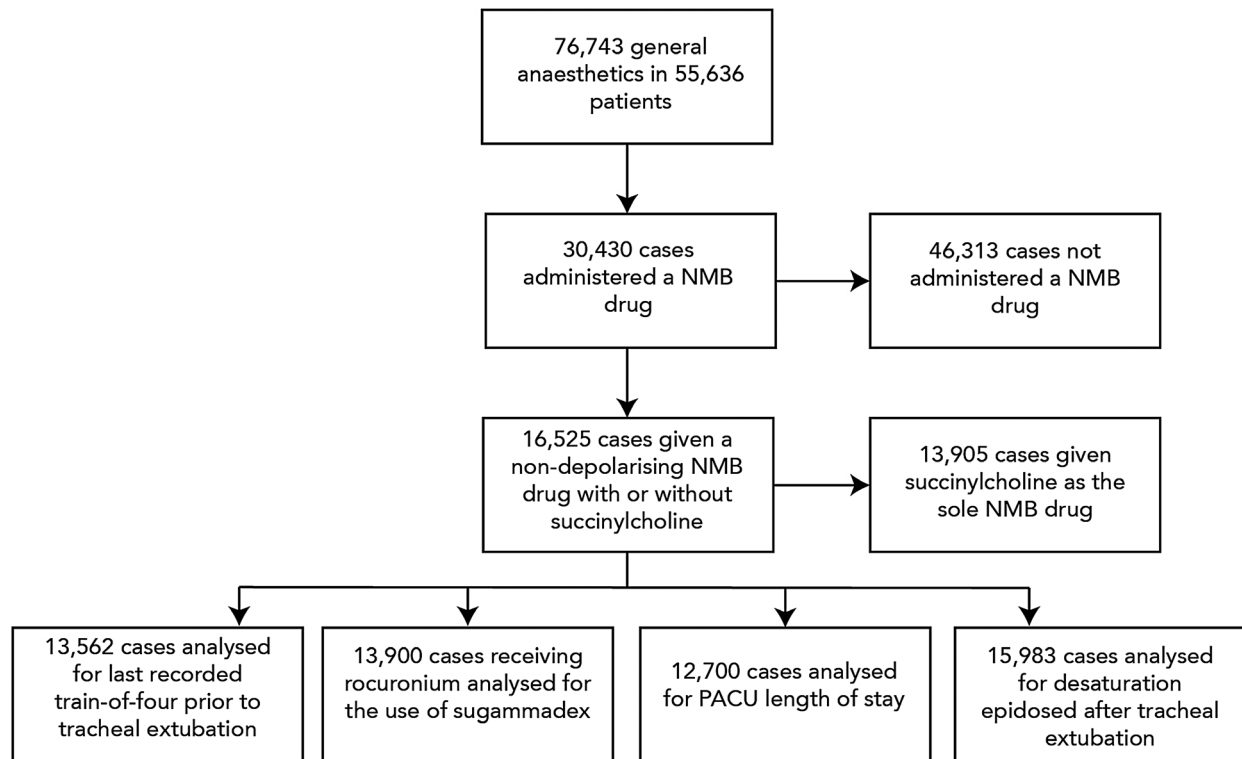 76,743 general
anaesthetics in 55,636
patients
30,430 cases
administered a NMB
drug
46,313 cases not
administered a NMB
drug
16,525 cases given a
non-depolarising NMB
drug with or without
succinylcholine
13,905 cases given
succinylcholine as the
sole NMB drug
13,562 cases analysed
for last recorded
train-of-four prior to
tracheal extubation
13,900 cases receiving
rocuronium analysed for
the use of sugammadex
12,700 cases analysed
for PACU length of stay
15,983 cases analysed
for desaturation
epidosed after tracheal
extubation